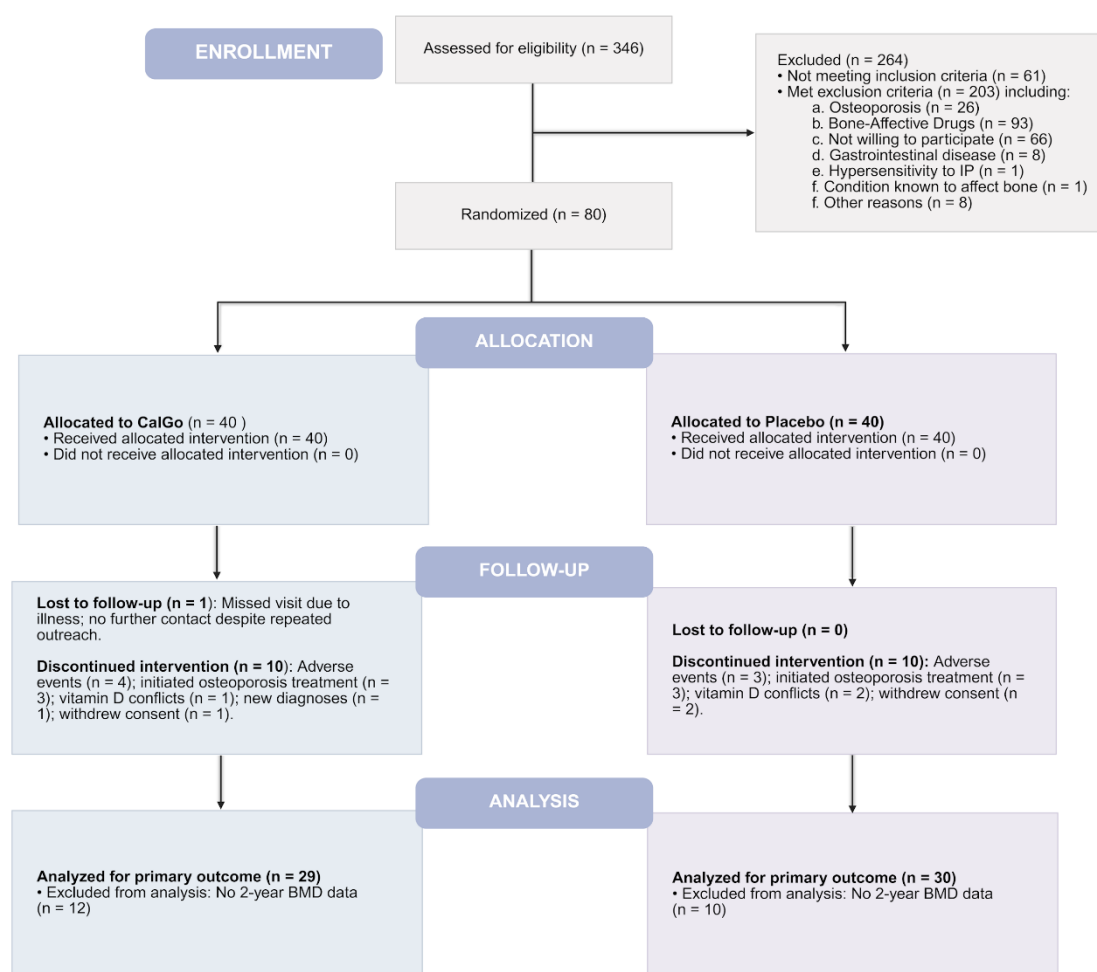 ENROLLMENT
Assessed for eligibility (n = 346)
Excluded (n = 264)
• Not meeting inclusion criteria (n = 61)
• Met exclusion criteria (n = 203) including:
a. Osteoporosis (n = 26)
b. Bone-Affective Drugs (n = 93)
c. Not willing to participate (n = 66)
d. Gastrointestinal disease (n = 8)
e. Hypersensitivity to IP (n = 1)
f. Condition known to affect bone (n = 1)
f. Other reasons (n = 8)
Randomized (n = 80)
ALLOCATION
Allocated to CalGo (n = 40 )
• Received allocated intervention (n = 40)
• Did not receive allocated intervention (n = 0)
Allocated to Placebo (n = 40)
• Received allocated intervention (n = 40)
• Did not receive allocated intervention (n = 0)
FOLLOW-UP
Lost to follow-up (n = 1): Missed visit due to
illness; no further contact despite repeated
outreach.
Discontinued intervention (n = 10): Adverse
events (n = 4); initiated osteoporosis treatment (n =
3); vitamin D conflicts (n = 1); new diagnoses (n =
1); withdrew consent (n = 1).
Lost to follow-up (n = 0)
Discontinued intervention (n = 10): Adverse
events (n = 3); initiated osteoporosis treatment (n =
3); vitamin D conflicts (n = 2); withdrew consent (n
= 2).
ANALYSIS
Analyzed for primary outcome (n = 29)
• Excluded from analysis: No 2-year BMD data
(n = 12)
Analyzed for primary outcome (n = 30)
• Excluded from analysis: No 2-year BMD data
(n = 10)